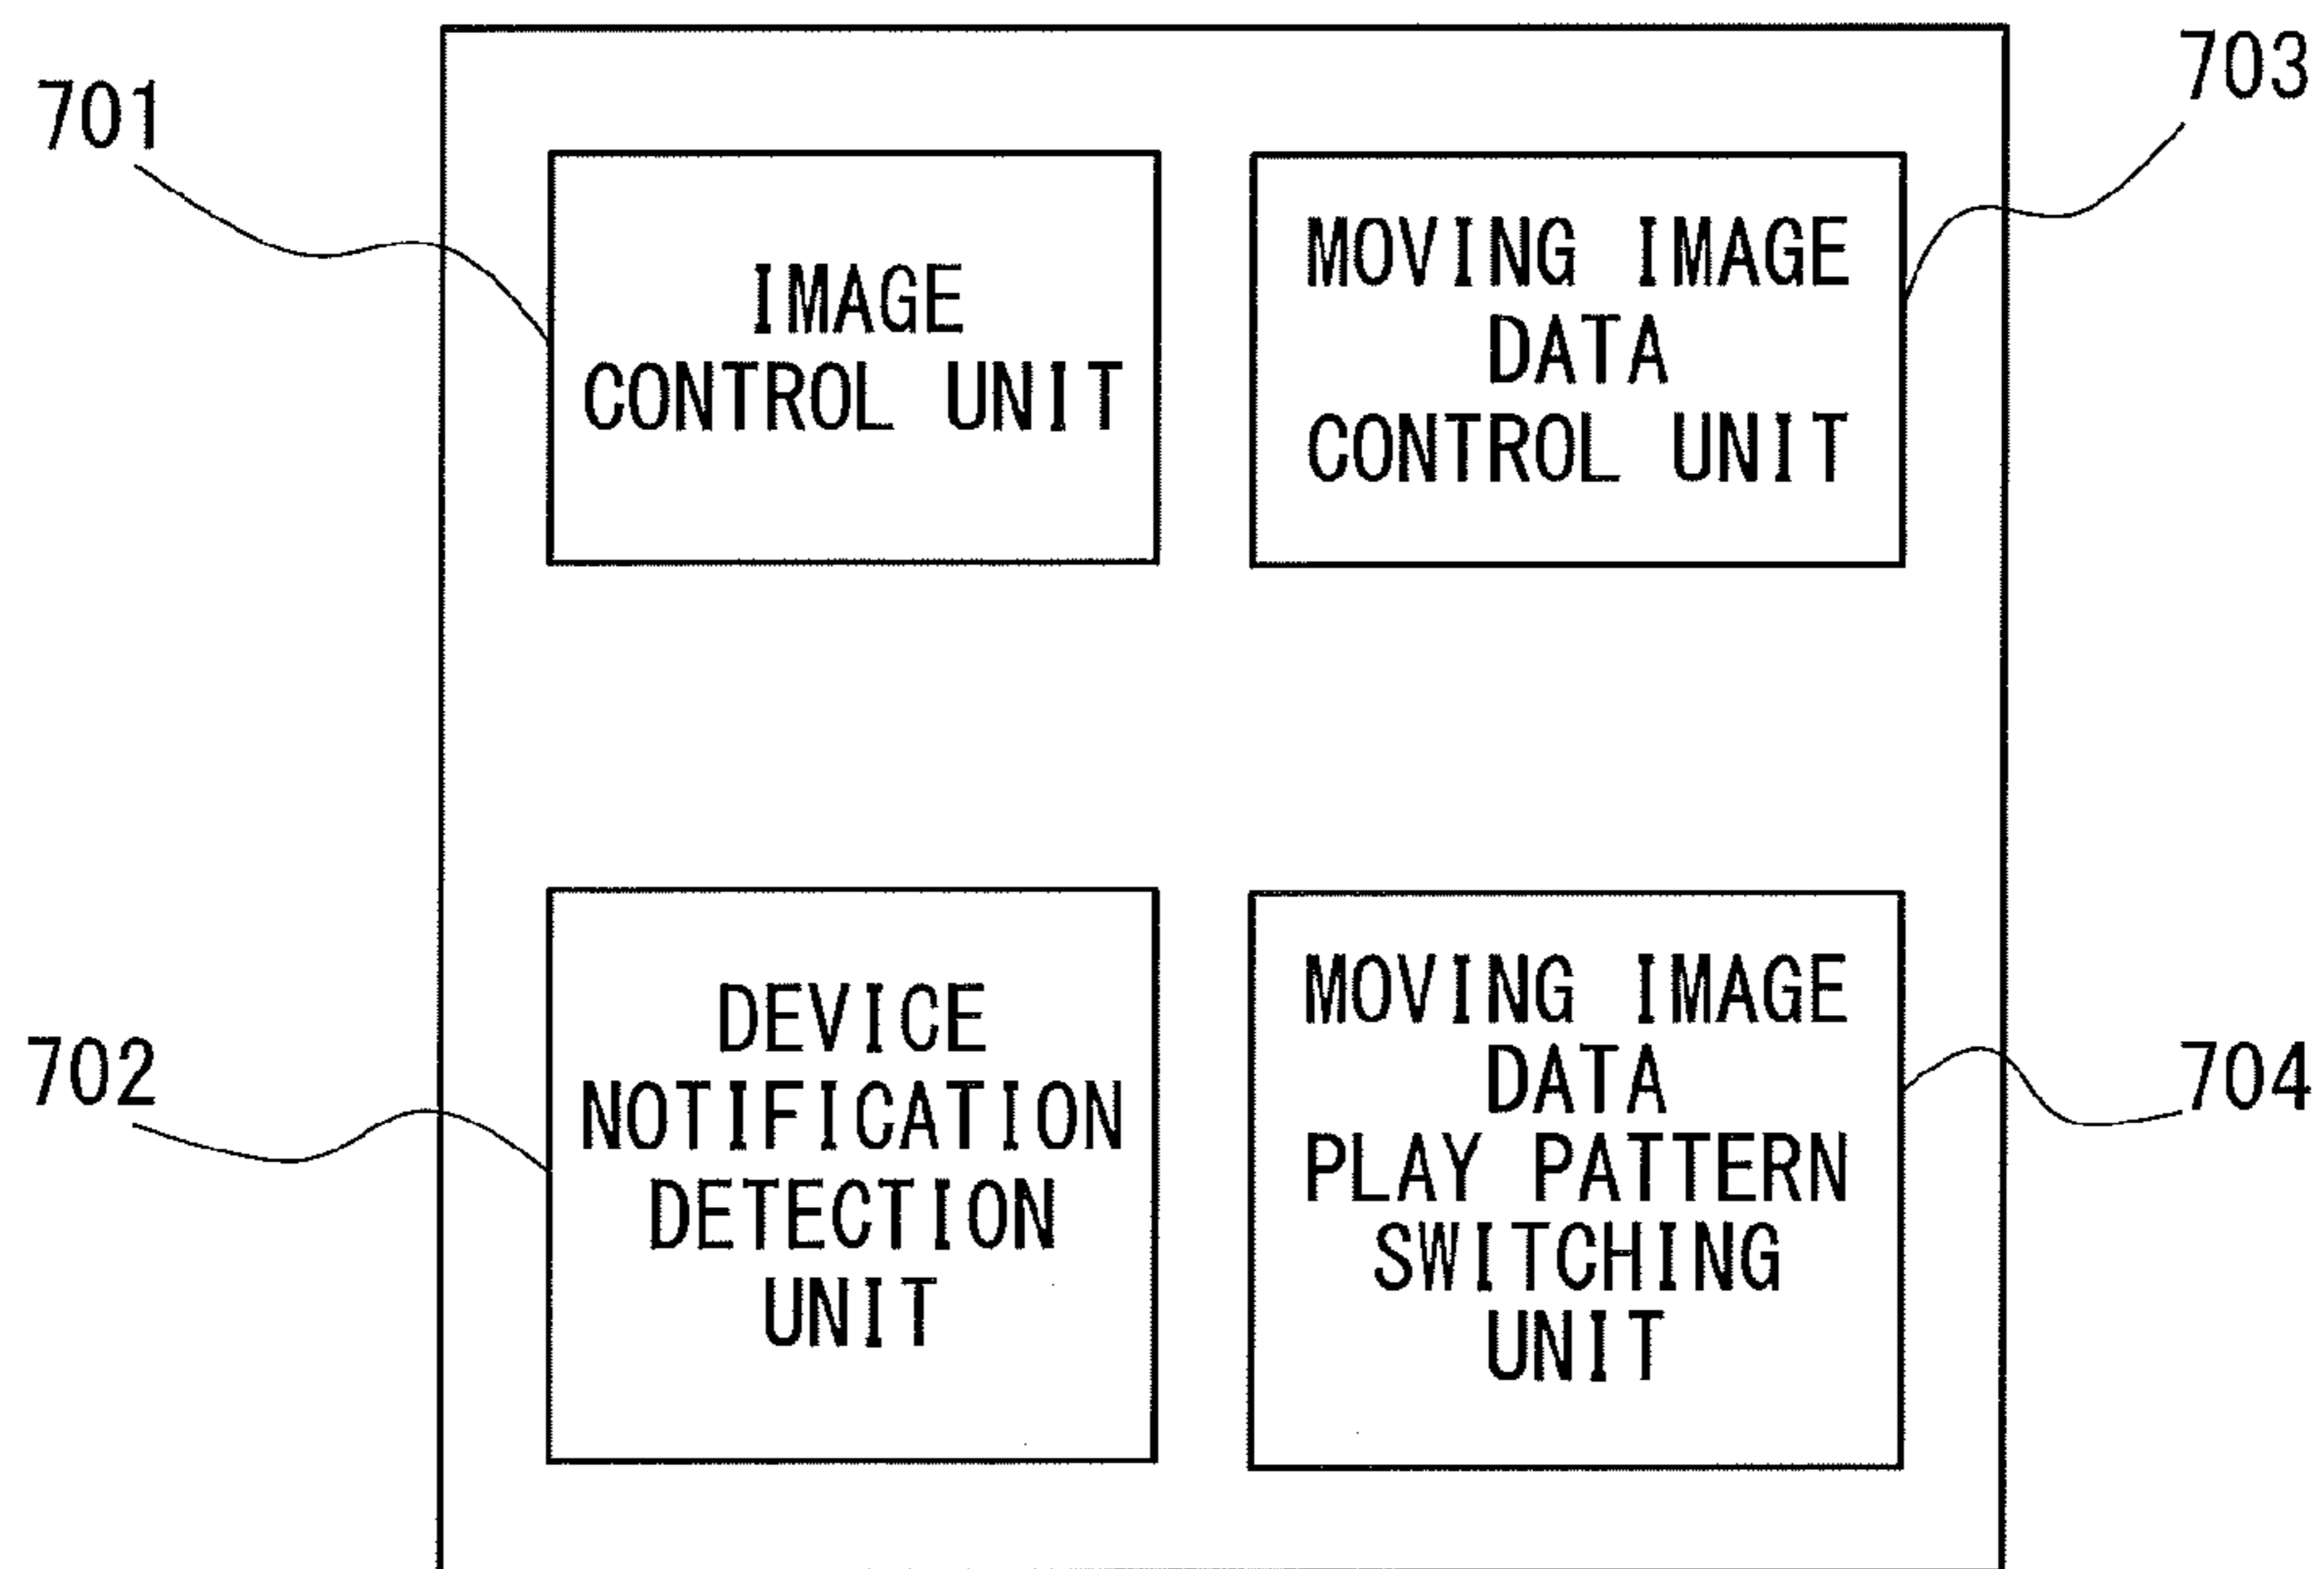 701
IMAGE
CONTROL UNIT
703
MOVING IMAGE
DATA
CONTROL UNIT
702
DEVICE
NOTIFICATION
DETECTION
UNIT
704
MOVING IMAGE
DATA
PLAY PATTERN
SWITCHING
UNIT